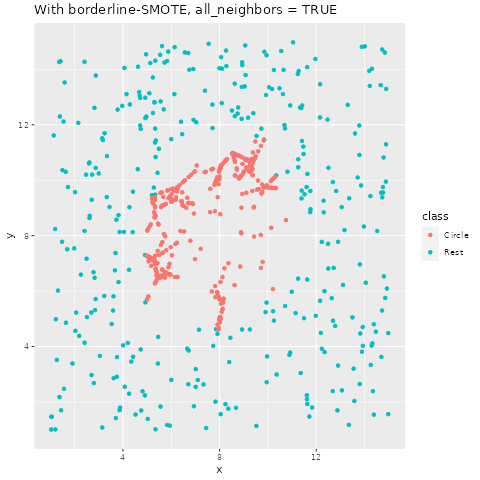 With borderline-SMOTE, all_neighbors = TRUE
12
8
4
y
4
8
12
x
class
Circle
Rest